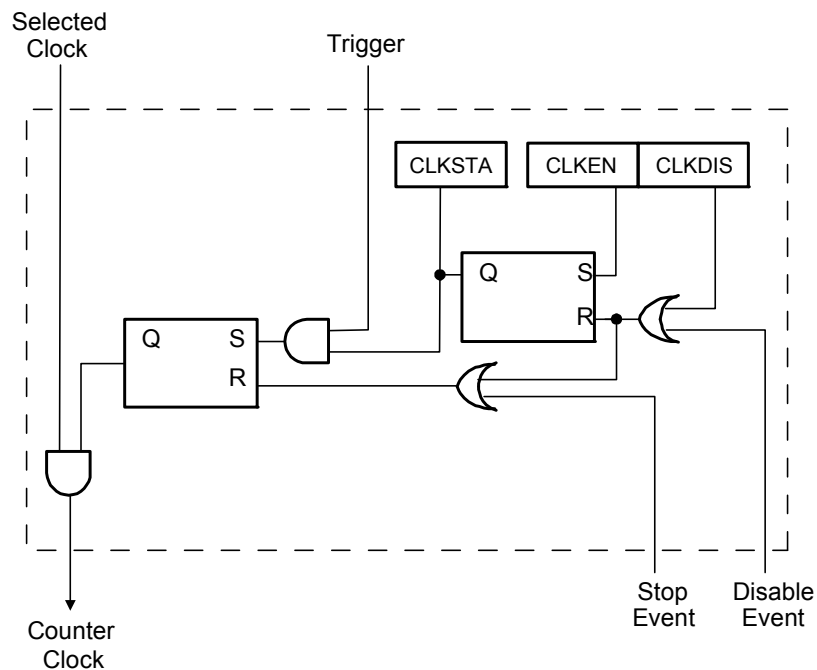 Selected
Clock
Trigger
CLKSTA
CLKEN
CLKDIS
Q
S
R
Q
S
R
Stop
Event
Disable
Event
Counter
Clock